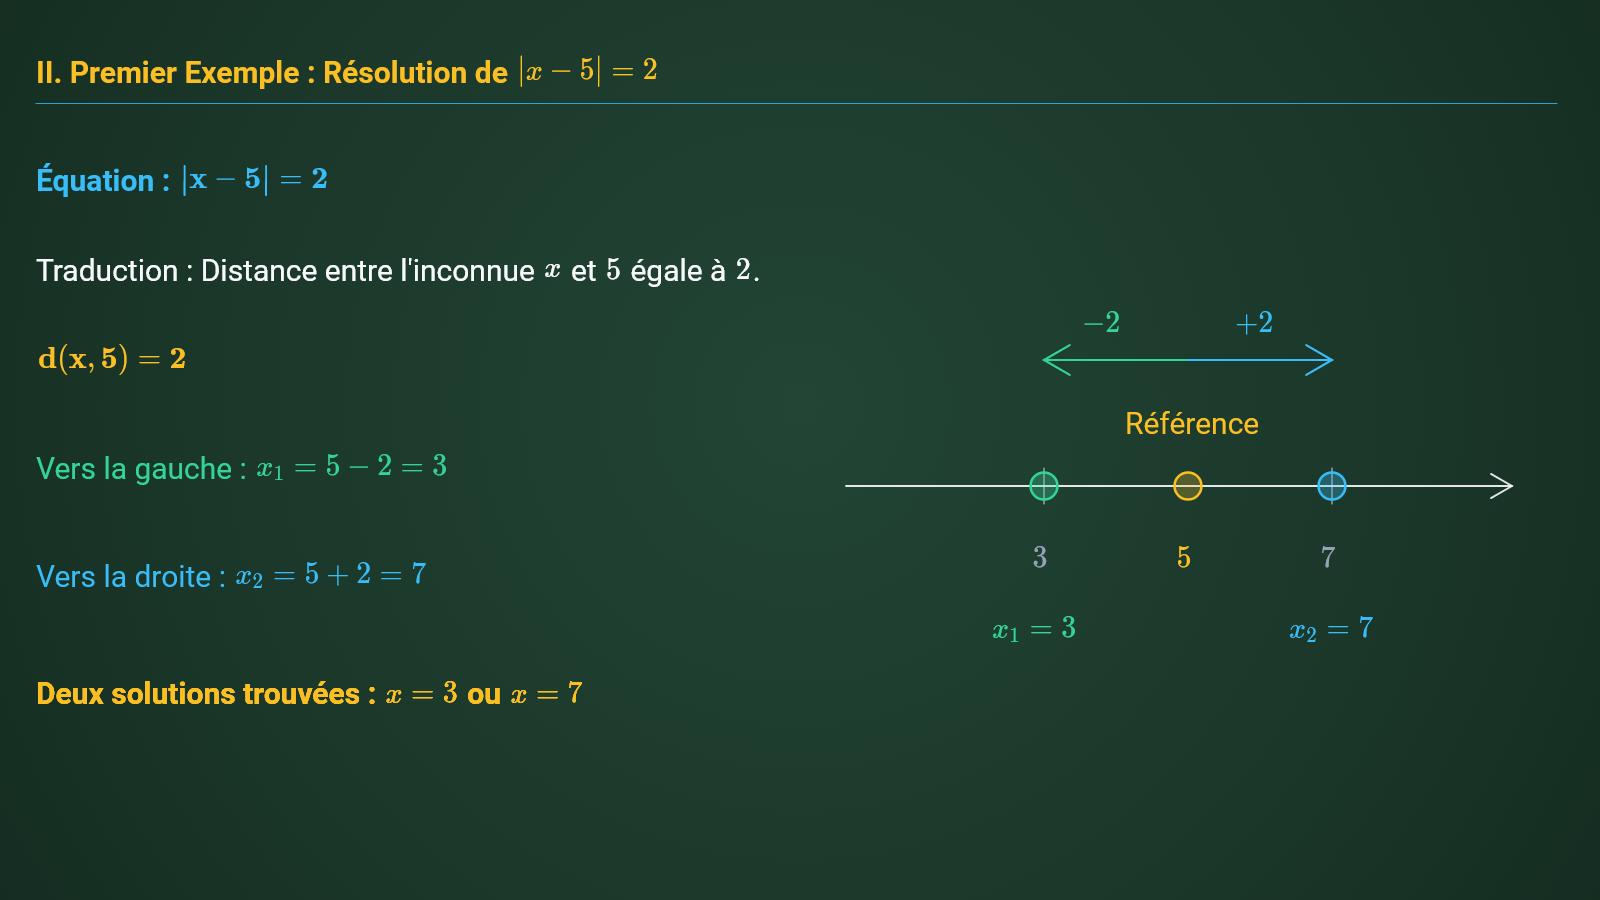 II. Premier Exemple : Résolution de |x − 5| = 2
Équation : |x − 5| = 2
Traduction : Distance entre l'inconnue x et 5 égale à 2.
d(x, 5) = 2
Vers la gauche : x₁ = 5 − 2 = 3
Vers la droite : x₂ = 5 + 2 = 7
Deux solutions trouvées : x = 3 ou x = 7
−2 +2
Référence
3 5 7
x₁ = 3 x₂ = 7